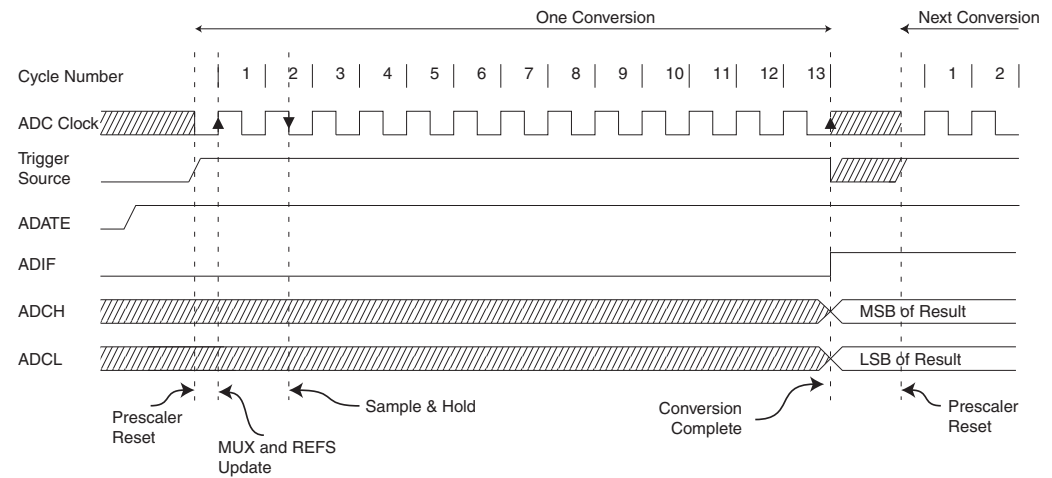 One Conversion
Next Conversion
Cycle Number
1 2 3 4 5 6 7 8 9 10 11 12 13 1 2
ADC Clock
Trigger
Source
ADATE
ADIF
ADCH
MSB of Result
ADCL
LSB of Result
Prescaler
Reset
MUX and REFS
Update
Sample & Hold
Conversion
Complete
Prescaler
Reset